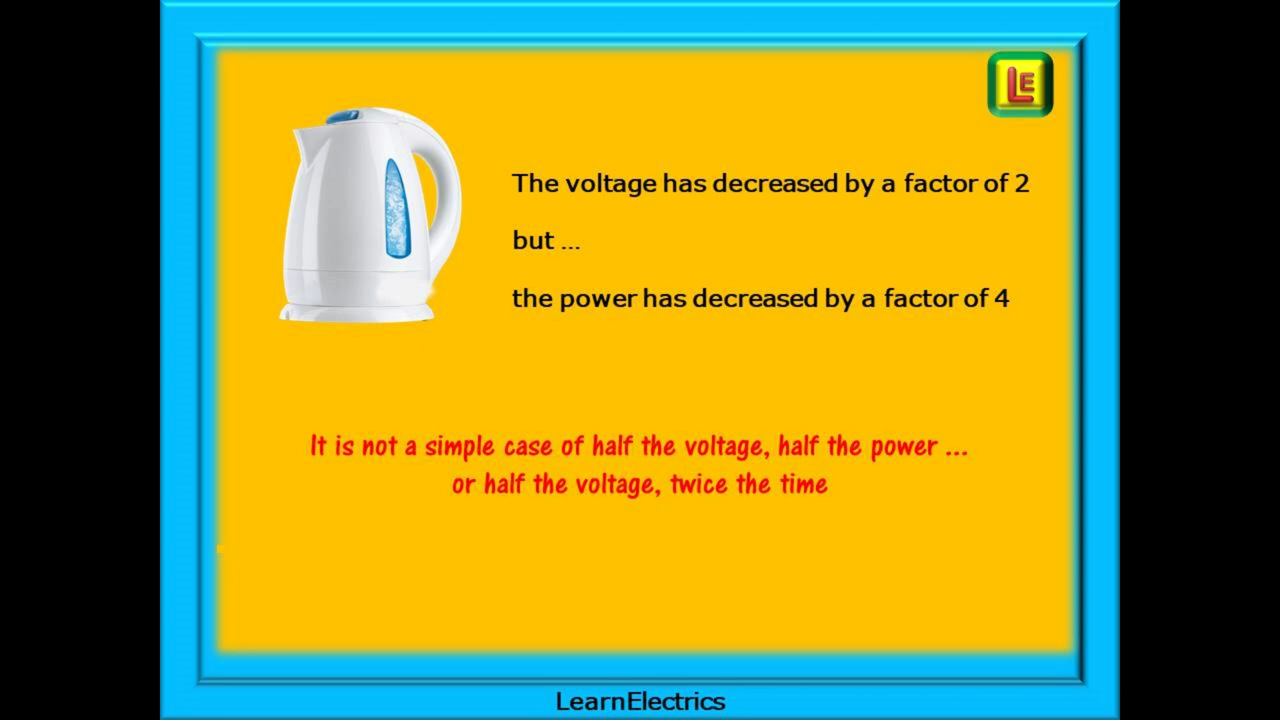 LE
The voltage has decreased by a factor of 2
but ...
the power has decreased by a factor of 4
It is not a simple case of half the voltage, half the power ...
or half the voltage, twice the time
LearnElectrics